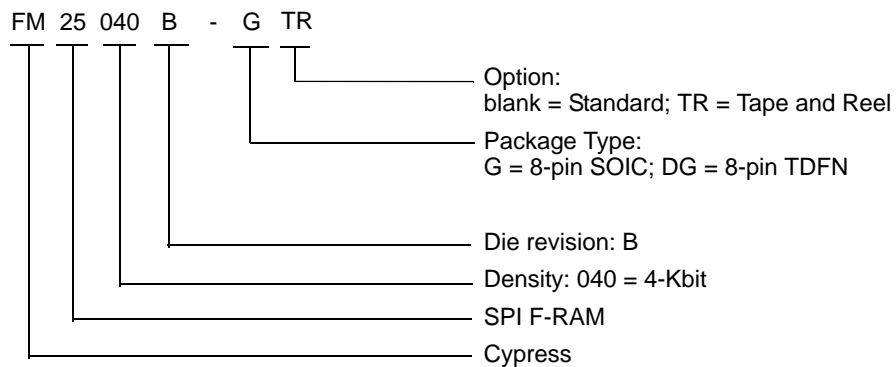 FM 25 040 B - G TR
Option:
blank = Standard; TR = Tape and Reel
Package Type:
G = 8-pin SOIC; DG = 8-pin TDFN
Die revision: B
Density: 040 = 4-Kbit
SPI F-RAM
Cypress